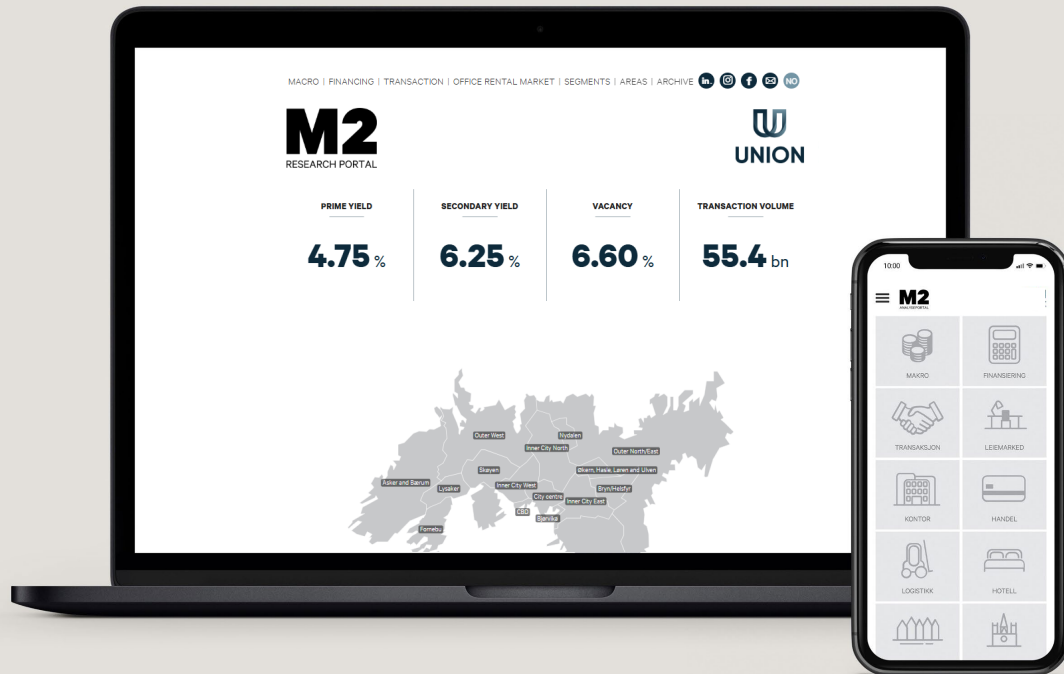 MACRO | FINANCING | TRANSACTION | OFFICE RENTAL MARKET | SEGMENTS | AREAS | ARCHIVE in. f NO
M2
RESEARCH PORTAL
UNION
PRIME YIELD
SECONDARY YIELD
VACANCY
TRANSACTION VOLUME
4.75 %
6.25 %
6.60 %
55.4 bn
Outer West
Nydalen
Inner City North
Outer North/East
Skøyen
Økern, Hasle, Løren and Ulven
Asker and Bærum
Lysaker
Inner City West
Bryn/Helsfyr
City centre
Inner City East
CBD
Bjørvika
Fornebu
10:00
M2
ANALYSEPORTAL
MAKRO
FINANSIERING
TRANSAKSJON
LEIEMARKED
KONTOR
HANDEL
LOGISTIKK
HOTELL